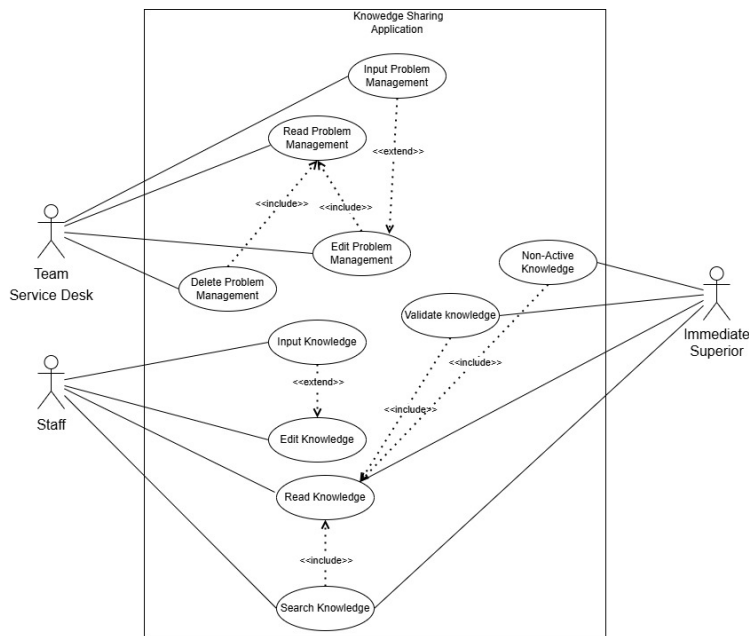 Knowedge Sharing
Application
Input Problem
Management
Read Problem
Management
<<extend>>
<<include>>
<<include>>
Edit Problem
Management
Delete Problem
Management
Team
Service Desk
Non-Active
Knowledge
Validate knowledge
Immediate
Superior
Input Knowledge
<<extend>>
<<include>>
<<include>>
Staff
Edit Knowledge
Read Knowledge
<<include>>
Search Knowledge